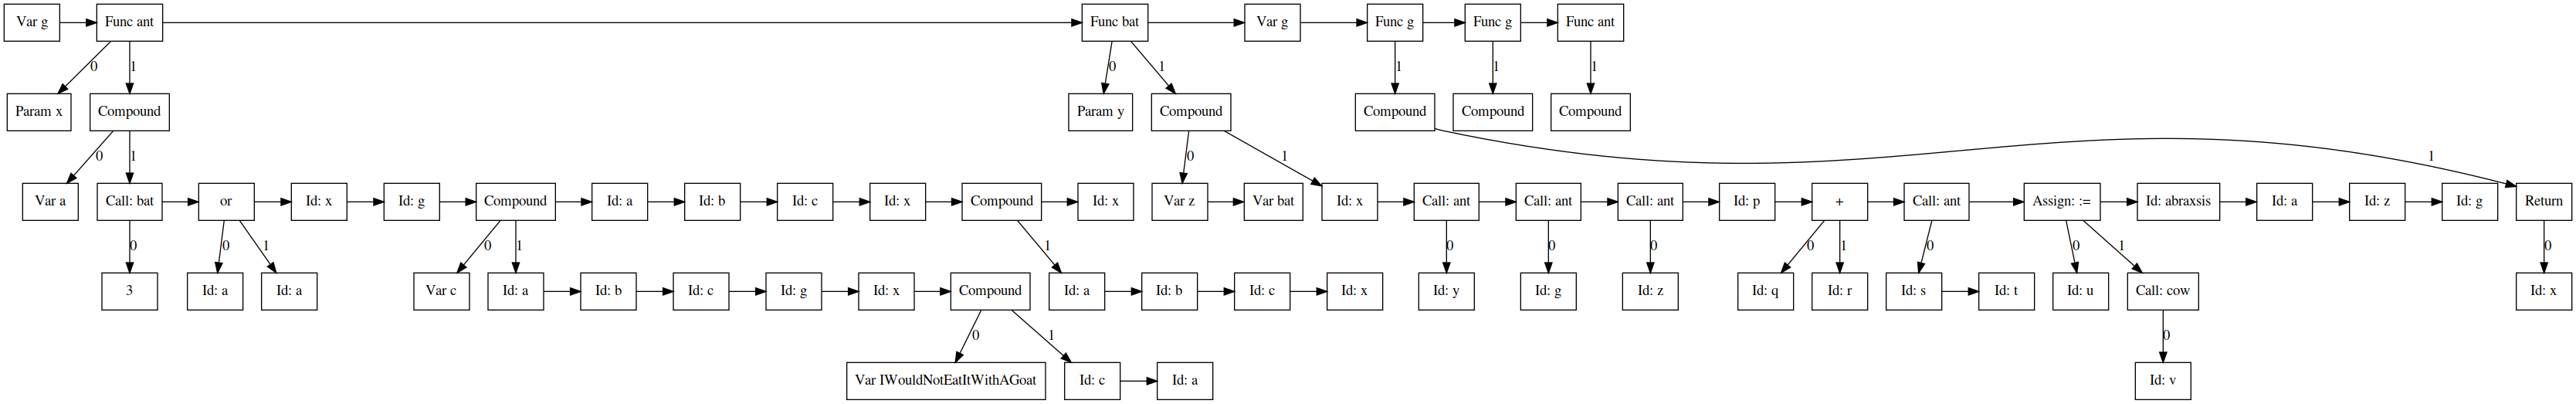 Var g
Func ant
Func bat
Var g
Func g
Func g
Func ant
0
1
0
1
1
1
1
Param x
Compound
Param y
Compound
Compound
Compound
Compound
0
1
0
1
1
Var a
Call: bat
or
Id: x
Id: g
Compound
Id: a
Id: b
Id: c
Id: x
Compound
Id: x
Var z
Var bat
Id: x
Call: ant
Call: ant
Call: ant
Id: p
+
Call: ant
Assign: :=
Id: abraxsis
Id: a
Id: z
Id: g
Return
0
0
1
0
1
1
0
0
0
0
1
0
0
1
0
3
Id: a
Id: a
Var c
Id: a
Id: b
Id: c
Id: g
Id: x
Compound
Id: a
Id: b
Id: c
Id: x
Id: y
Id: g
Id: z
Id: q
Id: r
Id: s
Id: t
Id: u
Call: cow
Id: x
0
1
0
Var IWouldNotEatItWithAGoat
Id: c
Id: a
Id: v